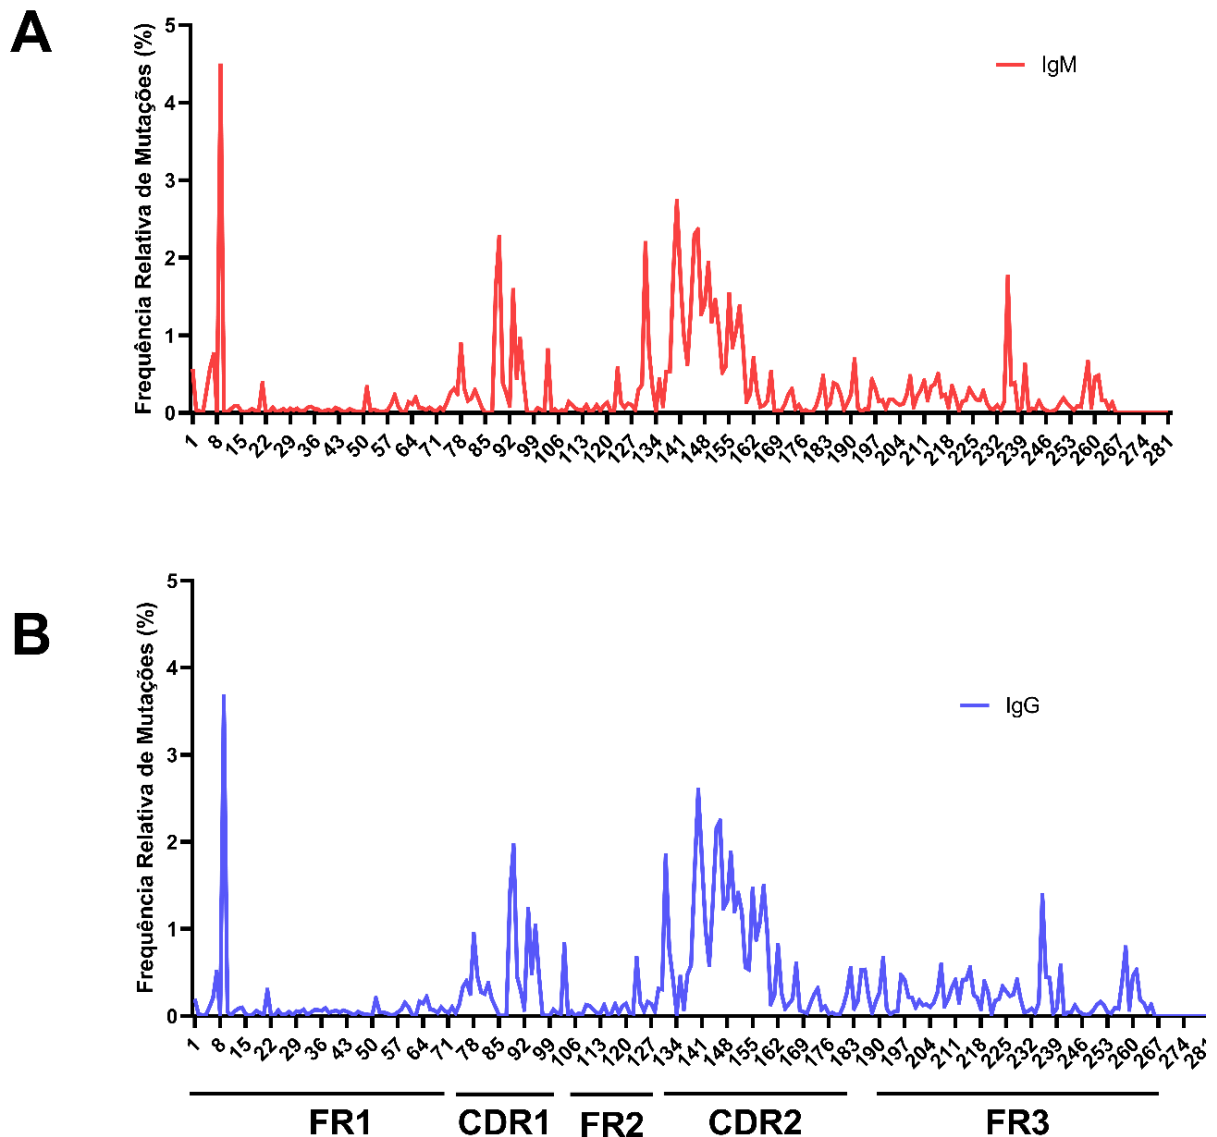 A
Frequência Relativa de Mutações (%)
5
4
3
2
1
0
IgM
1 8 15 22 29 36 43 50 57 64 71 78 85 92 99 106 113 120 127 134 141 148 155 162 169 176 183 190 197 204 211 218 225 232 239 246 253 260 267 274 281
B
Frequência Relativa de Mutações (%)
5
4
3
2
1
0
IgG
1 8 15 22 29 36 43 50 57 64 71 78 85 92 99 106 113 120 127 134 141 148 155 162 169 176 183 190 197 204 211 218 225 232 239 246 253 260 267 274 281
FR1 CDR1 FR2 CDR2 FR3